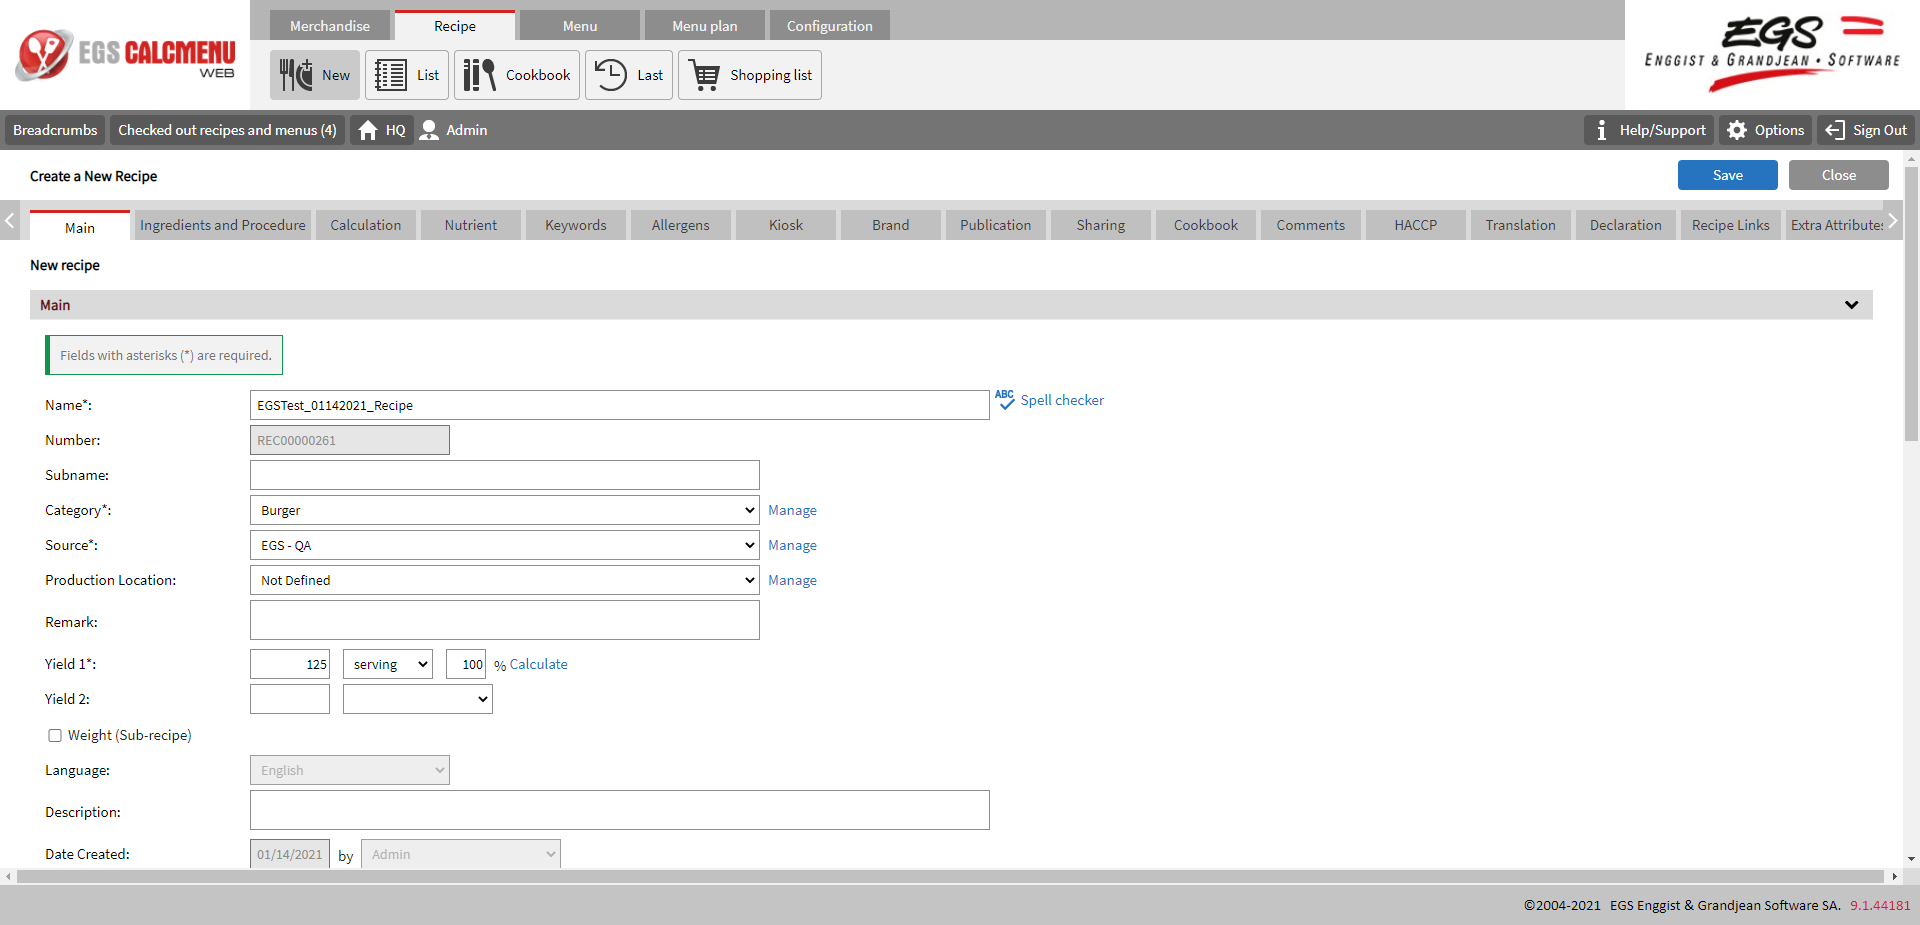 EGS CALCMENU
WEB
Merchandise Recipe Menu Menu plan Configuration
New List Cookbook Last Shopping list
EGS
ENGGIST & GRANDJEAN • SOFTWARE
Breadcrumbs Checked out recipes and menus (4) HQ Admin Help/Support Options Sign Out
Create a New Recipe Save Close
Main Ingredients and Procedure Calculation Nutrient Keywords Allergens Kiosk Brand Publication Sharing Cookbook Comments HACCP Translation Declaration Recipe Links Extra Attributes
New recipe
Main
Fields with asterisks (*) are required.
Name*: EGSTest_01142021_Recipe ABC Spell checker
Number: REC00000261
Subname:
Category*: Burger Manage
Source*: EGS - QA Manage
Production Location: Not Defined Manage
Remark:
Yield 1*: 125 serving 100 % Calculate
Yield 2:
Weight (Sub-recipe)
Language: English
Description:
Date Created: 01/14/2021 by Admin
©2004-2021 EGS Enggist & Grandjean Software SA. 9.1.44181